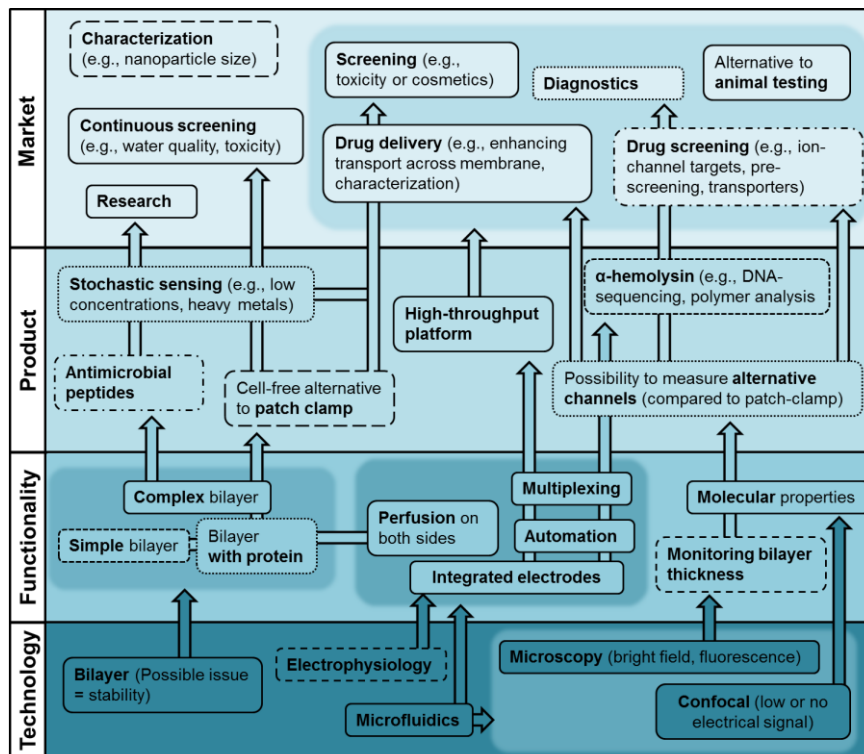 Market
Characterization
(e.g., nanoparticle size)
Screening (e.g.,
toxicity or cosmetics)
Diagnostics
Alternative to
animal testing
Continuous screening
(e.g., water quality, toxicity)
Drug delivery (e.g., enhancing
transport across membrane,
characterization)
Drug screening (e.g., ion-
channel targets, pre-
screening, transporters)
Research
Product
Stochastic sensing (e.g., low
concentrations, heavy metals)
High-throughput
platform
α-hemolysin (e.g., DNA-
sequencing, polymer analysis
Antimicrobial
peptides
Cell-free alternative
to patch clamp
Possibility to measure alternative
channels (compared to patch-clamp)
Functionality
Complex bilayer
Simple bilayer
Bilayer
with protein
Perfusion on
both sides
Multiplexing
Automation
Integrated electrodes
Molecular properties
Monitoring bilayer
thickness
Technology
Bilayer (Possible issue
= stability)
Electrophysiology
Microfluidics
Microscopy (bright field, fluorescence)
Confocal (low or no
electrical signal)